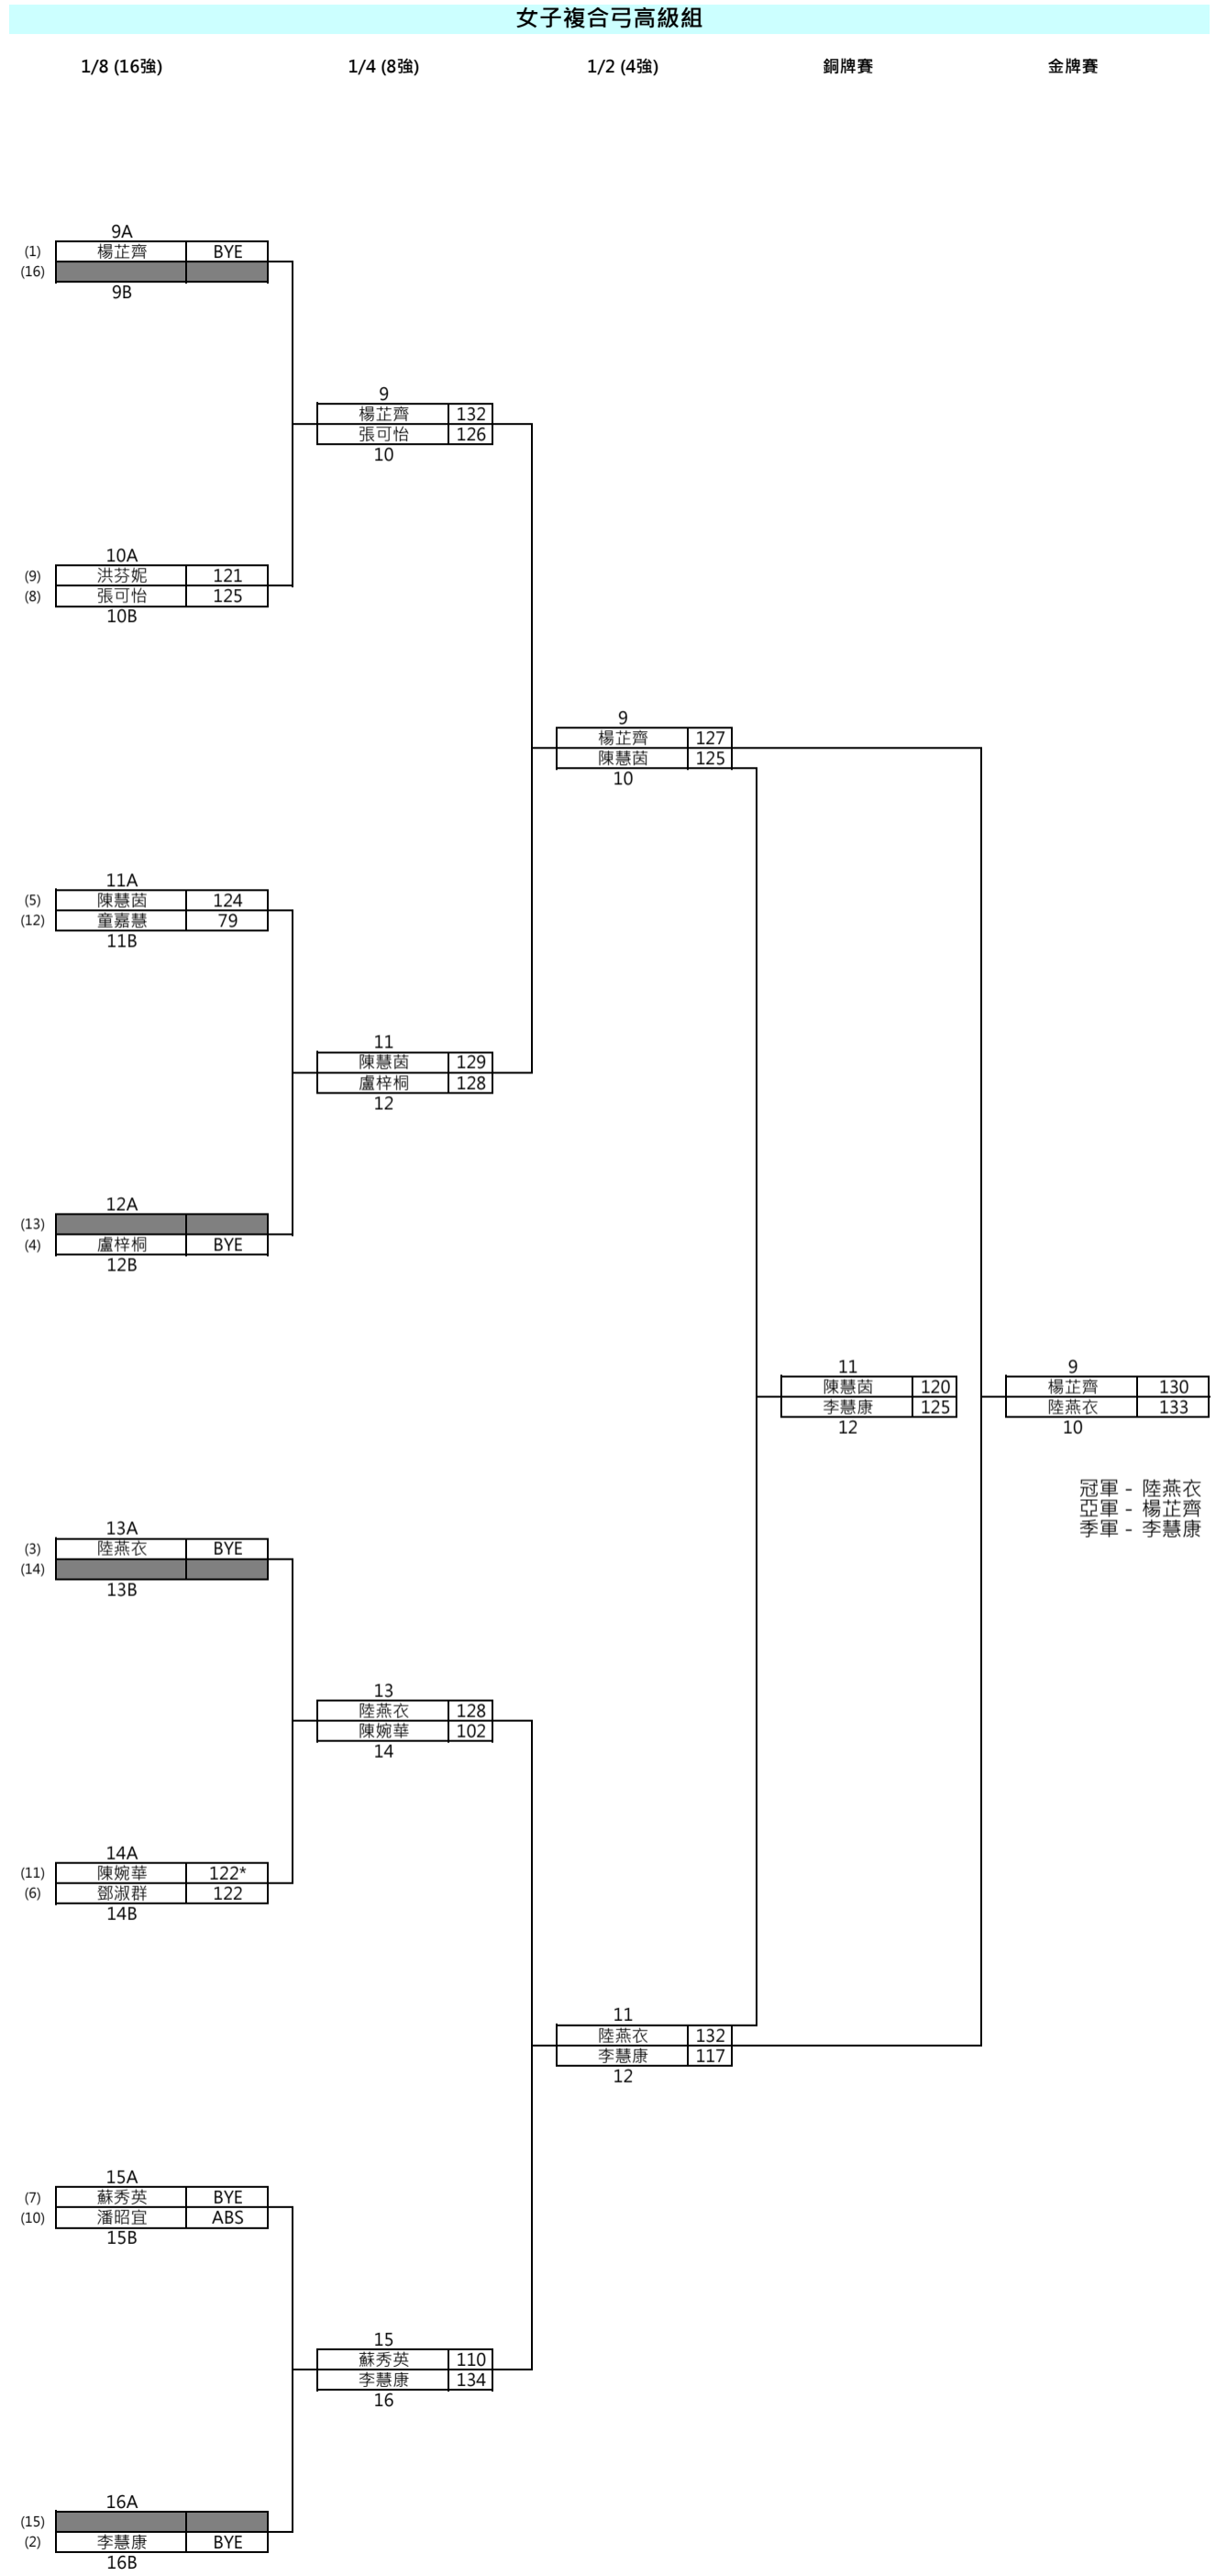 女子複合弓高級組
1/8 (16強) 1/4 (8強) 1/2 (4強) 銅牌賽 金牌賽
9A
(1) 楊芷齊 BYE
(16)
9B
9
楊芷齊 132
張可怡 126
10
10A
(9) 洪芬妮 121
(8) 張可怡 125
10B
9
楊芷齊 127
陳慧茵 125
10
11A
(5) 陳慧茵 124
(12) 童嘉慧 79
11B
11
陳慧茵 129
盧梓桐 128
12
12A
(13)
(4) 盧梓桐 BYE
12B
11 9
陳慧茵 120 楊芷齊 130
李慧康 125 陸燕衣 133
12 10
冠軍 - 陸燕衣
亞軍 - 楊芷齊
季軍 - 李慧康
13A
(3) 陸燕衣 BYE
(14)
13B
13
陸燕衣 128
陳婉華 102
14
14A
(11) 陳婉華 122*
(6) 鄧淑群 122
14B
11
陸燕衣 132
李慧康 117
12
15A
(7) 蘇秀英 BYE
(10) 潘昭宜 ABS
15B
15
蘇秀英 110
李慧康 134
16
16A
(15)
(2) 李慧康 BYE
16B